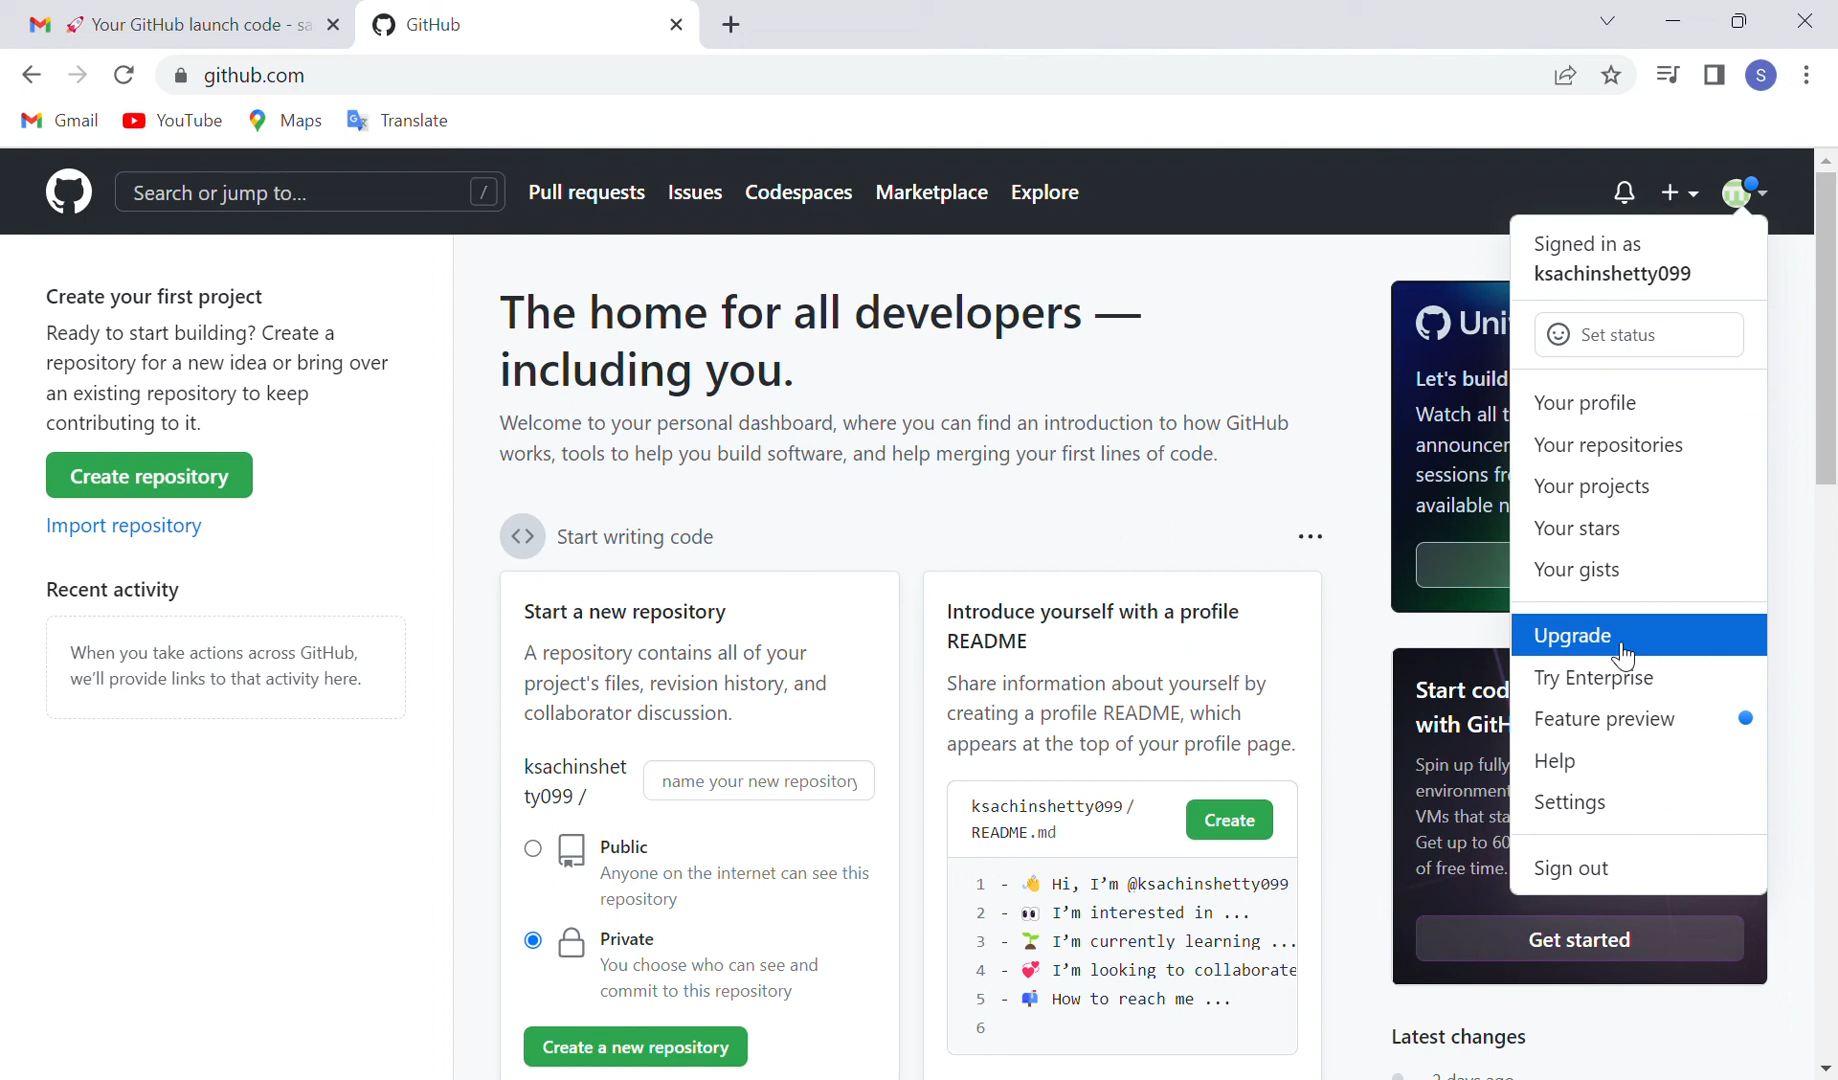 Your GitHub launch code - sa
GitHub
github.com
S
Gmail
YouTube
Maps
Translate
Search or jump to...
/
Pull requests
Issues
Codespaces
Marketplace
Explore
Create your first project
Ready to start building? Create a
repository for a new idea or bring over
an existing repository to keep
contributing to it.
Create repository
Import repository
Recent activity
When you take actions across GitHub,
we'll provide links to that activity here.
The home for all developers —
including you.
Welcome to your personal dashboard, where you can find an introduction to how GitHub
works, tools to help you build software, and help merging your first lines of code.
<> Start writing code
Start a new repository
A repository contains all of your
project's files, revision history, and
collaborator discussion.
ksachinshet
ty099 /
name your new repository
Public
Anyone on the internet can see this
repository
Private
You choose who can see and
commit to this repository
Create a new repository
Introduce yourself with a profile
README
Share information about yourself by
creating a profile README, which
appears at the top of your profile page.
ksachinshetty099 /
README.md
Create
1 - 👋 Hi, I'm @ksachinshetty099
2 - 👀 I'm interested in ...
3 - 🌱 I'm currently learning ...
4 - 💞️ I'm looking to collaborate
5 - 📫 How to reach me ...
6
Uni
Let's build
Watch all t
announcer
sessions fr
available n
Start cod
with GitH
Spin up fully
environment
VMs that sta
Get up to 60
of free time.
Get started
Latest changes
2 days ago
Signed in as
ksachinshetty099
Set status
Your profile
Your repositories
Your projects
Your stars
Your gists
Upgrade
Try Enterprise
Feature preview
Help
Settings
Sign out